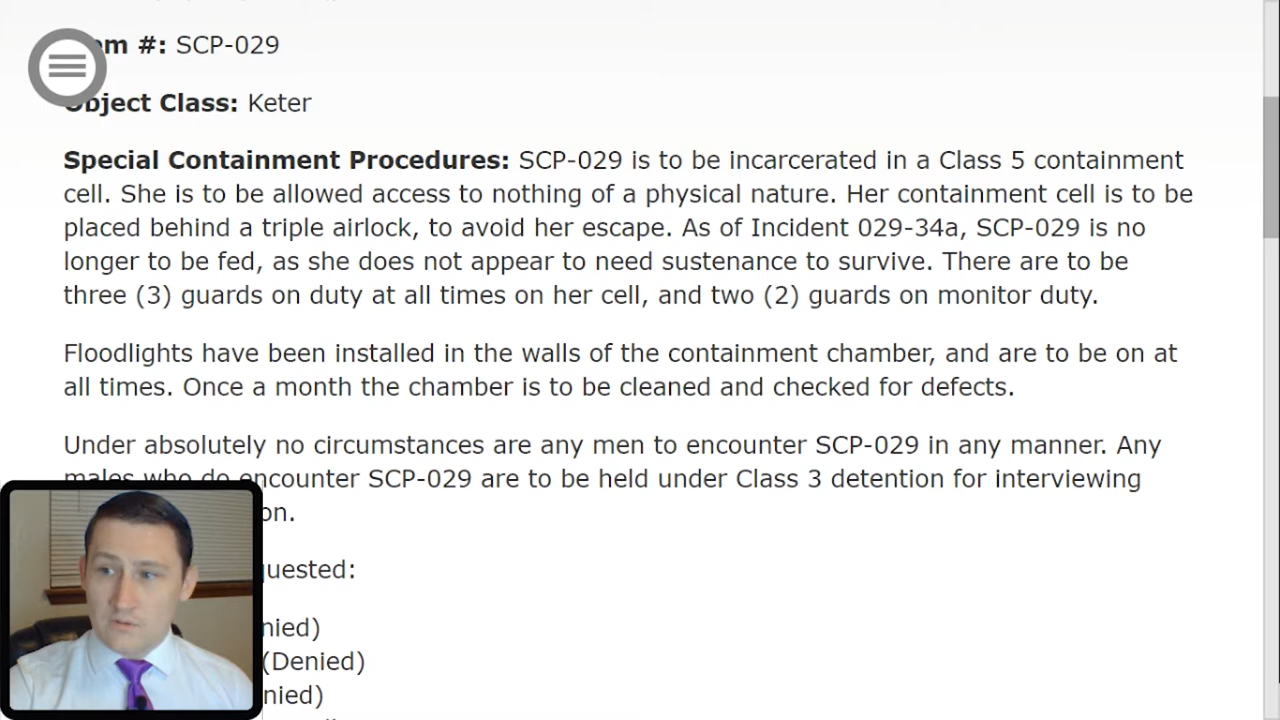 m #: SCP-029
Object Class: Keter
Special Containment Procedures: SCP-029 is to be incarcerated in a Class 5 containment
cell. She is to be allowed access to nothing of a physical nature. Her containment cell is to be
placed behind a triple airlock, to avoid her escape. As of Incident 029-34a, SCP-029 is no
longer to be fed, as she does not appear to need sustenance to survive. There are to be
three (3) guards on duty at all times on her cell, and two (2) guards on monitor duty.
Floodlights have been installed in the walls of the containment chamber, and are to be on at
all times. Once a month the chamber is to be cleaned and checked for defects.
Under absolutely no circumstances are any men to encounter SCP-029 in any manner. Any
males who do encounter SCP-029 are to be held under Class 3 detention for interviewing
on.
quested:
nied)
(Denied)
nied)